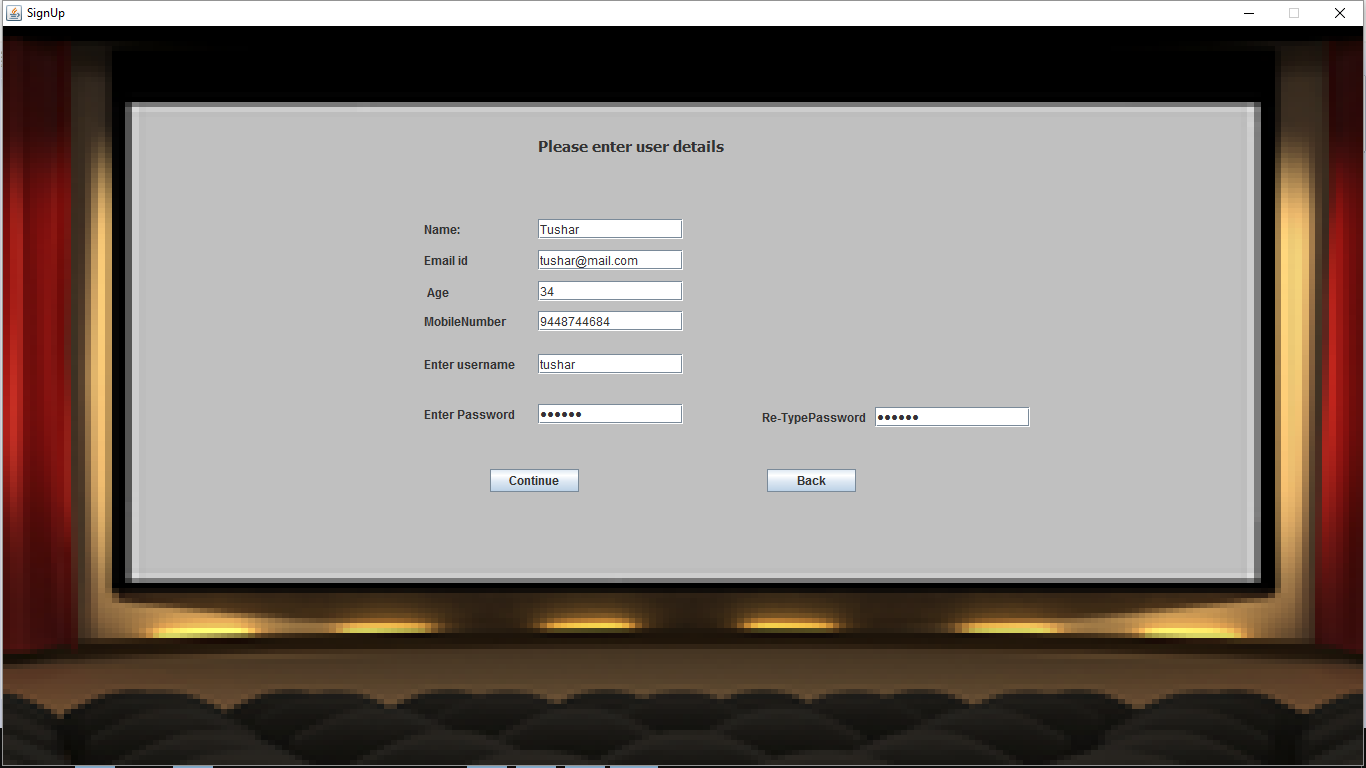 SignUp
Please enter user details
Name: Tushar
Email id tushar@mail.com
Age 34
MobileNumber 9448744684
Enter username tushar
Enter Password ●●●●●● Re-TypePassword ●●●●●●
Continue Back